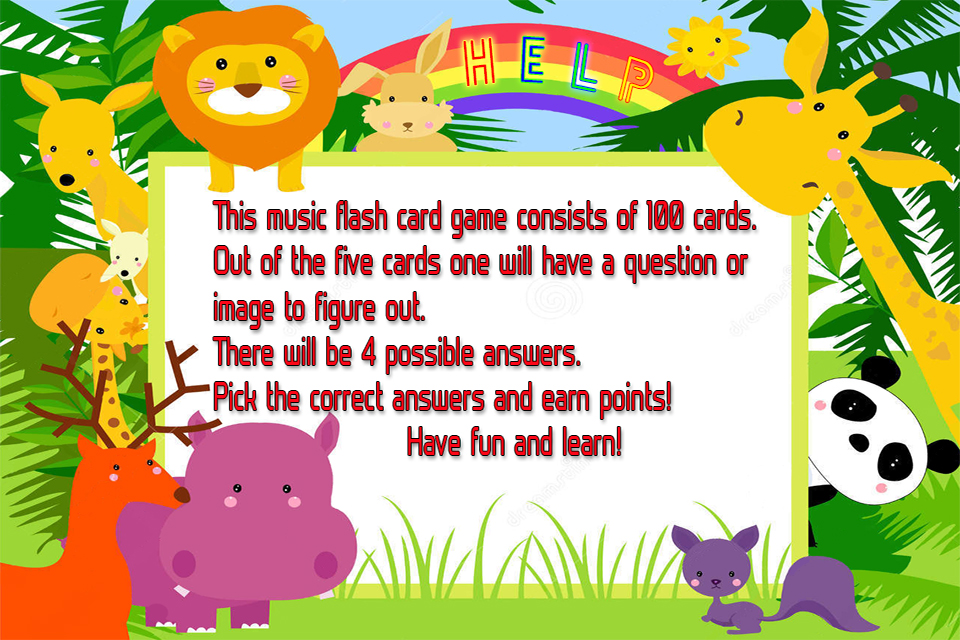 HELP
This music flash card game consists of 100 cards.
Out of the five cards one will have a question or
image to figure out.
There will be 4 possible answers.
Pick the correct answers and earn points!
Have fun and learn!